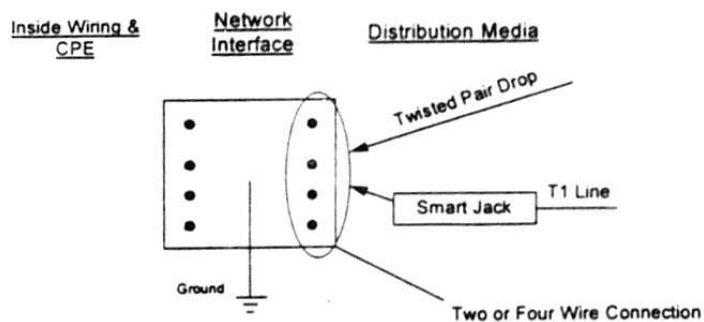 Inside Wiring &
CPE
Network
Interface
Distribution Media
Twisted Pair Drop
T1 Line
Smart Jack
Ground
Two or Four Wire Connection